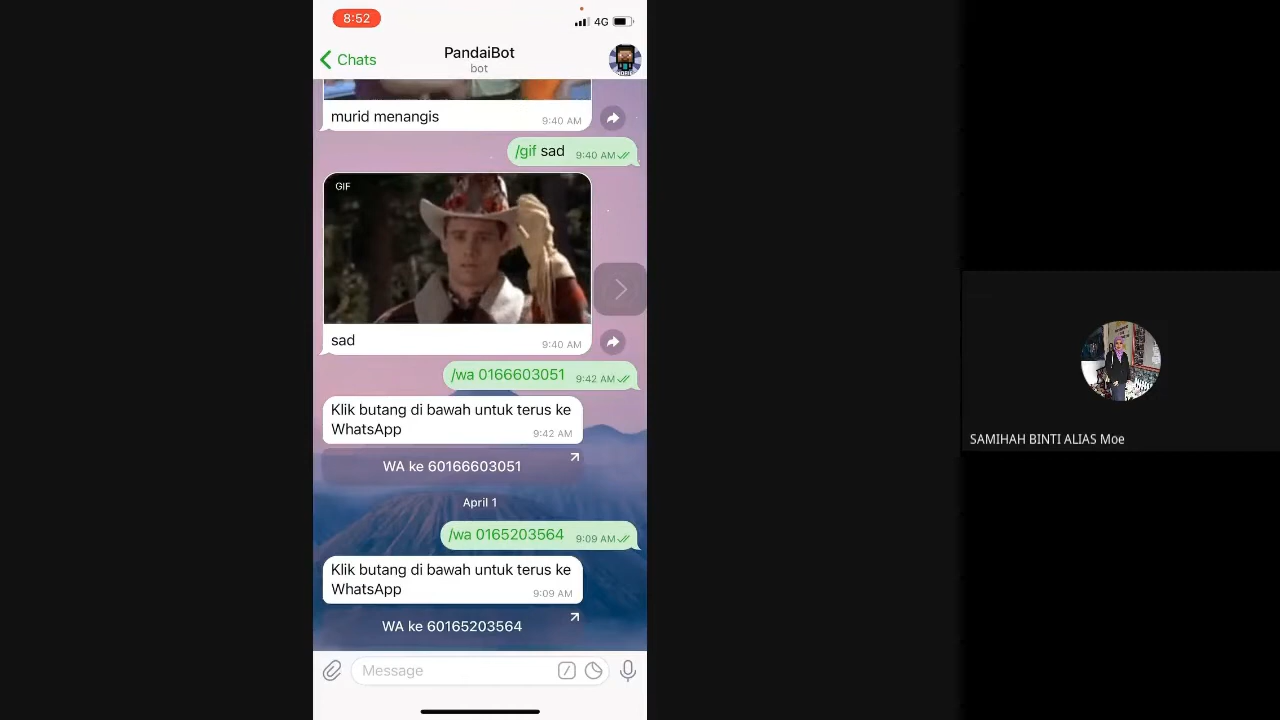 8:52
4G
Chats
PandaiBot
bot
murid menangis
9:40 AM
/gif sad 9:40 AM
GIF
sad
9:40 AM
/wa 0166603051 9:42 AM
Klik butang di bawah untuk terus ke
WhatsApp 9:42 AM
WA ke 60166603051
April 1
/wa 0165203564 9:09 AM
Klik butang di bawah untuk terus ke
WhatsApp 9:09 AM
WA ke 60165203564
Message
SAMIHAH BINTI ALIAS Moe